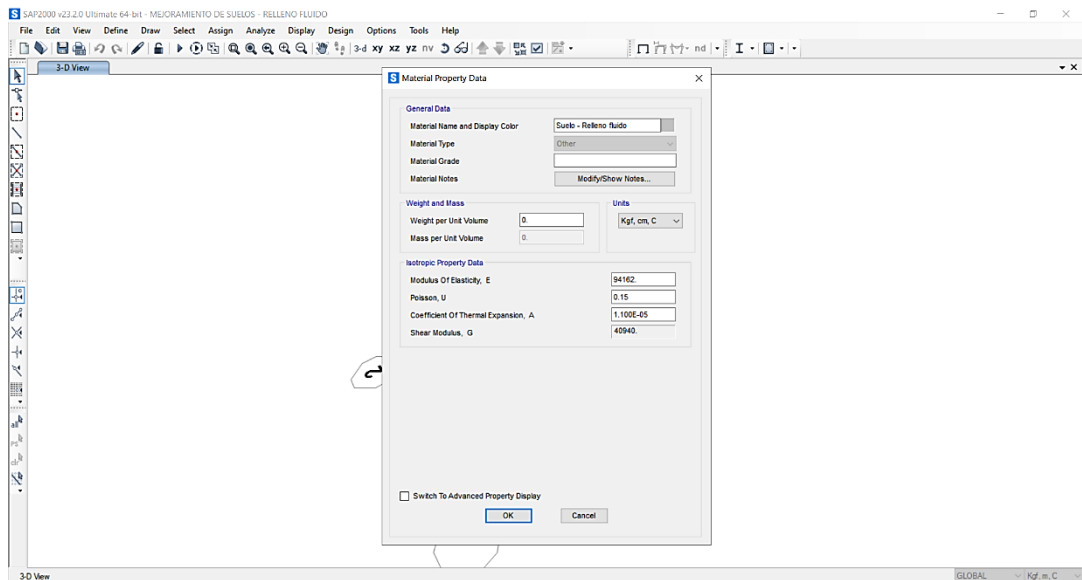 SAP2000 v23.2.0 Ultimate 64-bit - MEJORAMIENTO DE SUELOS - RELLENO FLUIDO
File Edit View Define Draw Select Assign Analyze Display Design Options Tools Help
3-d xy xz yz nv nd
3-D View
Material Property Data
General Data
Material Name and Display Color Suelo - Relleno fluido
Material Type Other
Material Grade
Material Notes Modify/Show Notes...
Weight and Mass Units
Weight per Unit Volume 0. Kgf, cm, C
Mass per Unit Volume 0.
Isotropic Property Data
Modulus Of Elasticity, E 94162.
Poisson, U 0.15
Coefficient Of Thermal Expansion, A 1.100E-05
Shear Modulus, G 40940.
all
ps
clr
Switch To Advanced Property Display
OK Cancel
3-D View GLOBAL Kgf, m, C